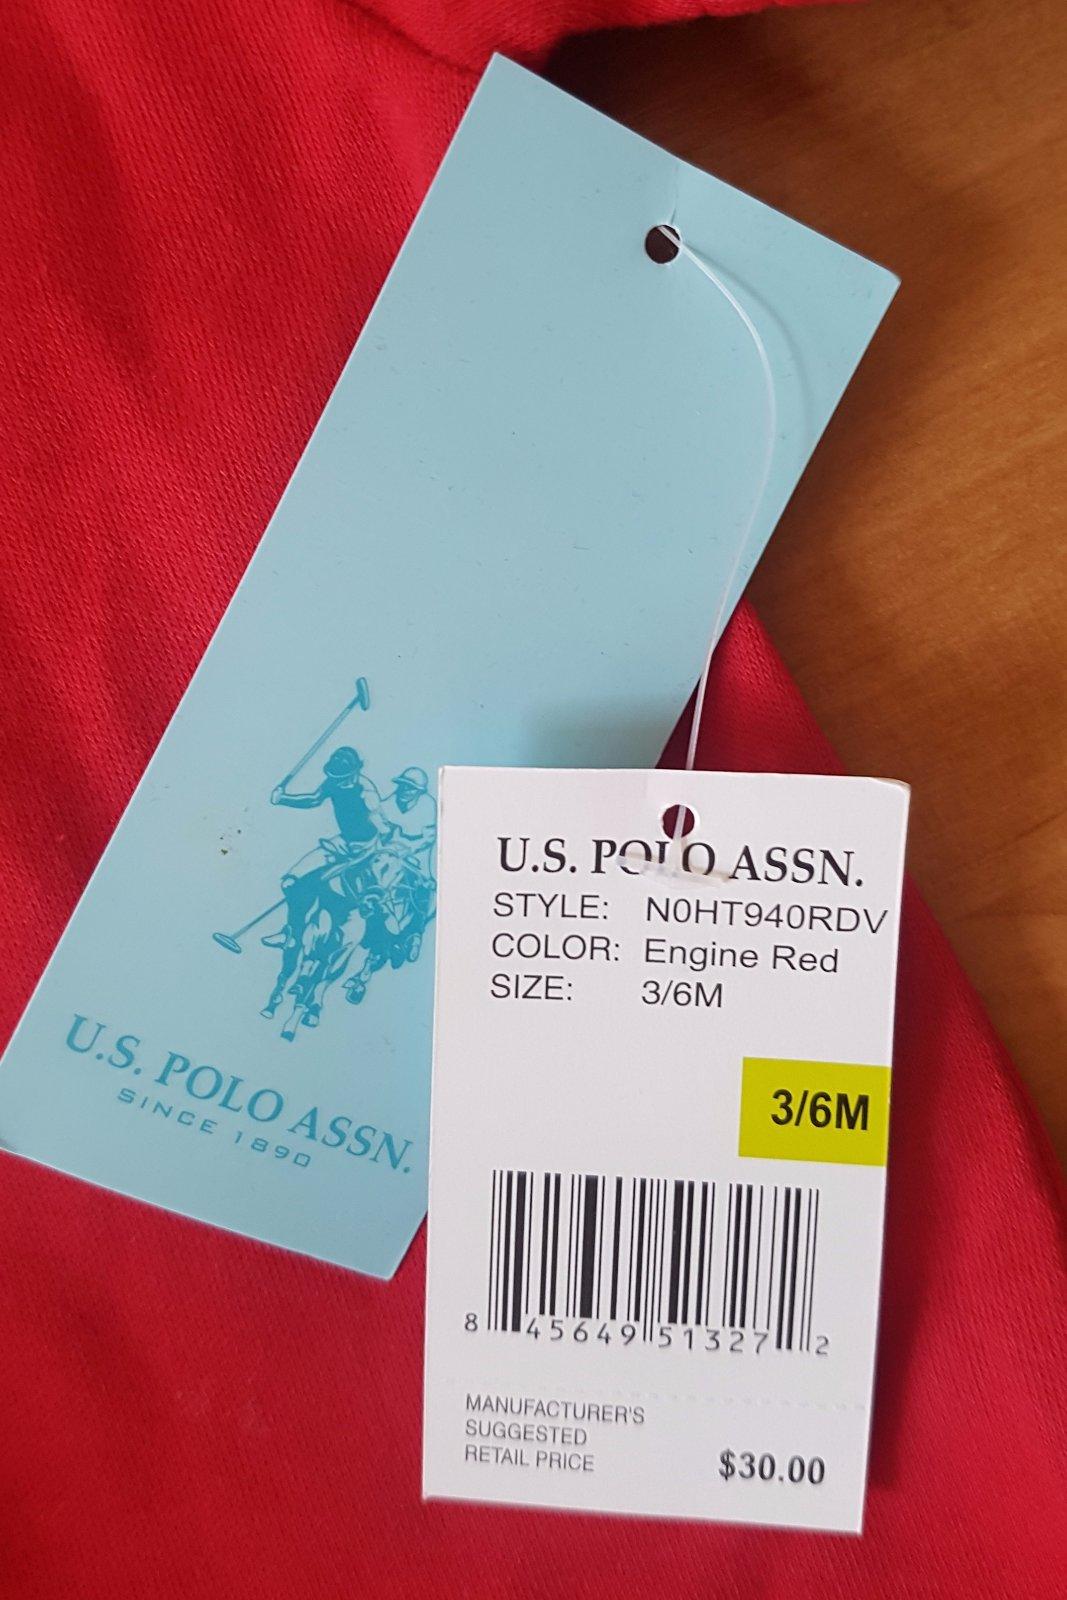 U.S. POLO ASSN.
SINCE 1890
U.S. POLO ASSN.
STYLE: N0HT940RDV
COLOR: Engine Red
SIZE: 3/6M
3/6M
8 45649 51327 2
MANUFACTURER'S
SUGGESTED
RETAIL PRICE $30.00